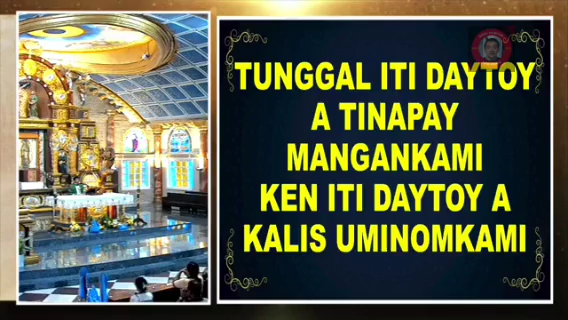 TUNGGAL ITI DAYTOY
A TINAPAY
MANGANKAMI
KEN ITI DAYTOY A
KALIS UMINOMKAMI